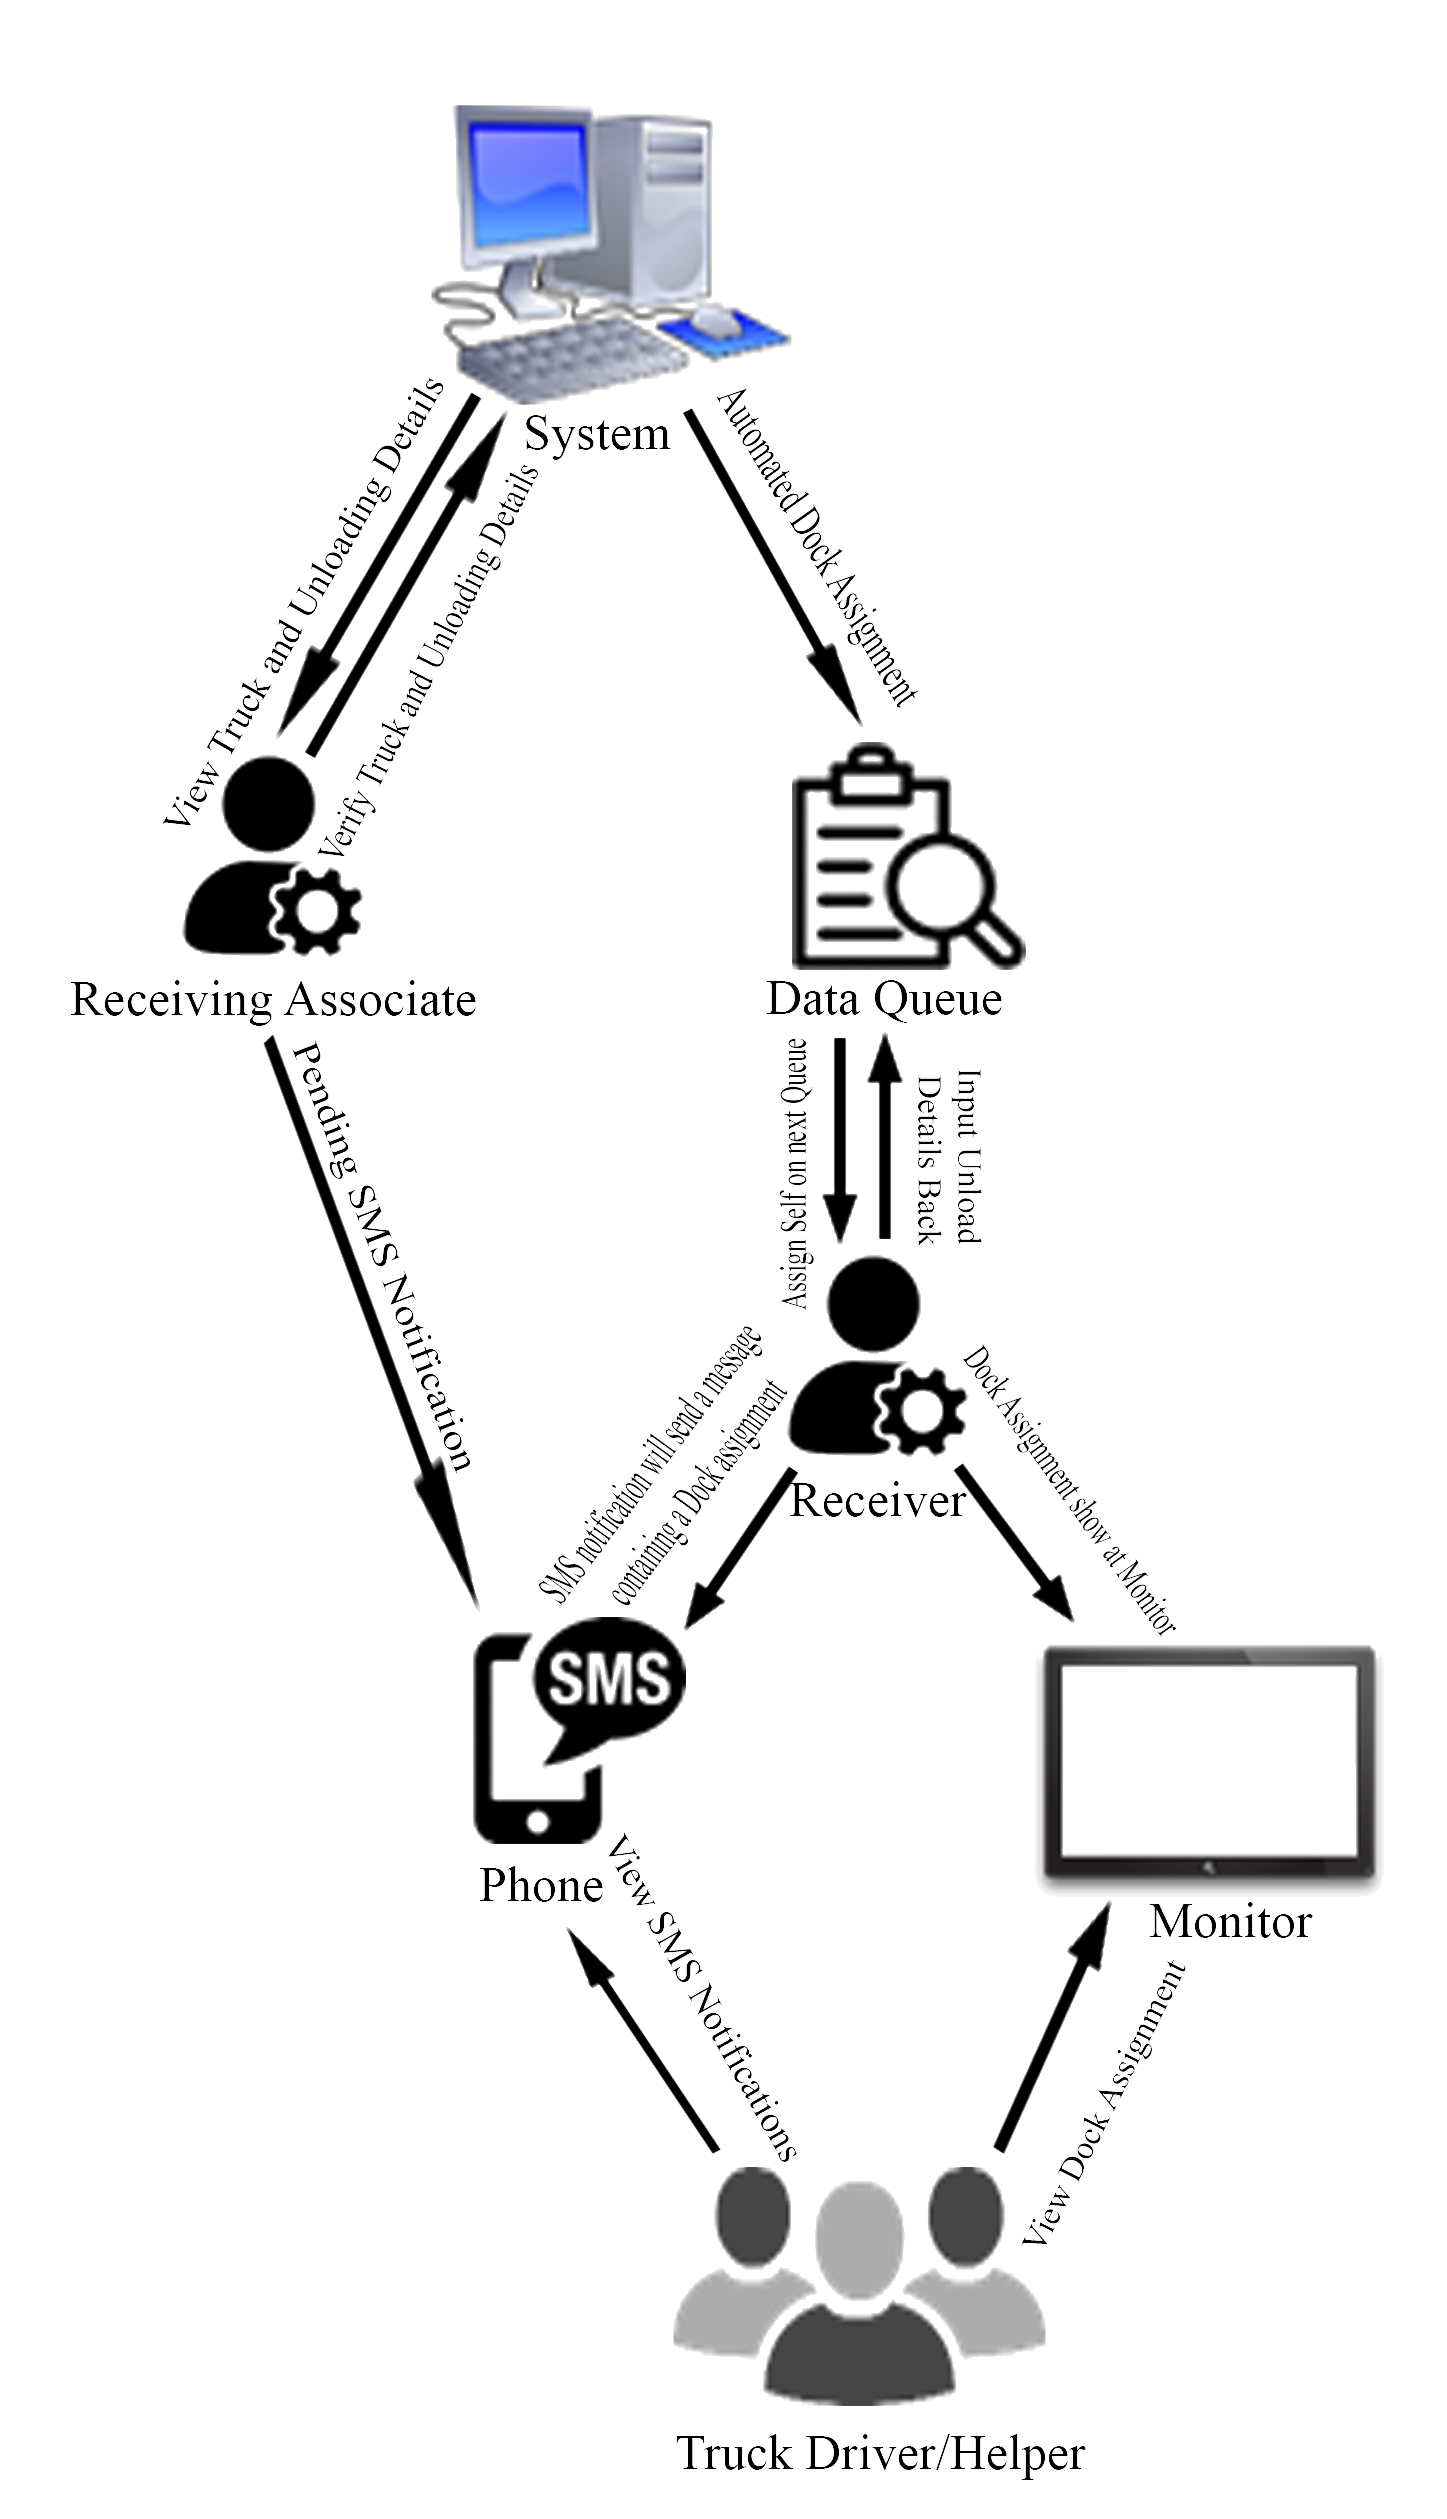 System
View Truck and Unloading Details
Verify Truck and Unloading Details
Automated Dock Assignment
Receiving Associate
Data Queue
Pending SMS Notification
Assign Self on next Queue
Input Unload
Details Back
SMS notification will send a message
containing a Dock assignment
Receiver
Dock Assignment show at Monitor
SMS
Phone
Monitor
View SMS Notifications
View Dock Assignment
Truck Driver/Helper